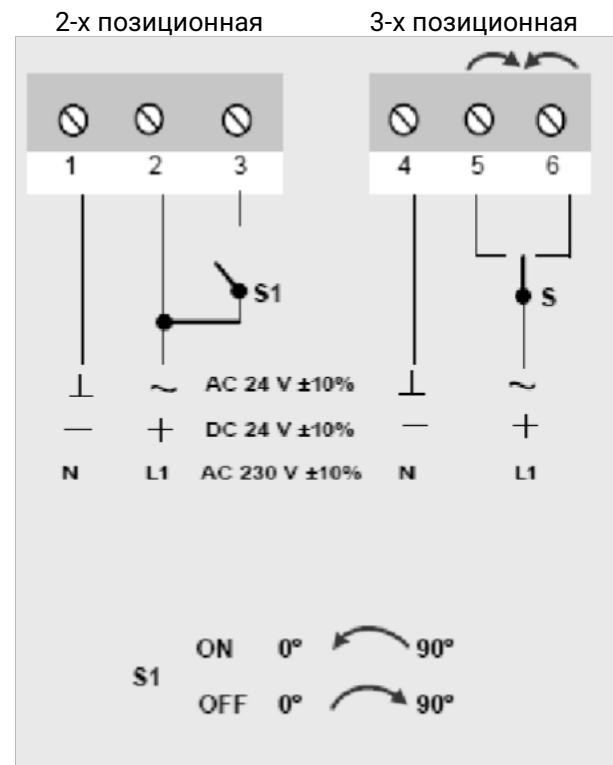 2-х позиционная 3-х позиционная
1 2 3 4 5 6
S1 S
⊥ ~ AC 24 V ±10% ⊥ ~
— + DC 24 V ±10% — +
N L1 AC 230 V ±10% N L1
ON 0° 90°
S1
OFF 0° 90°